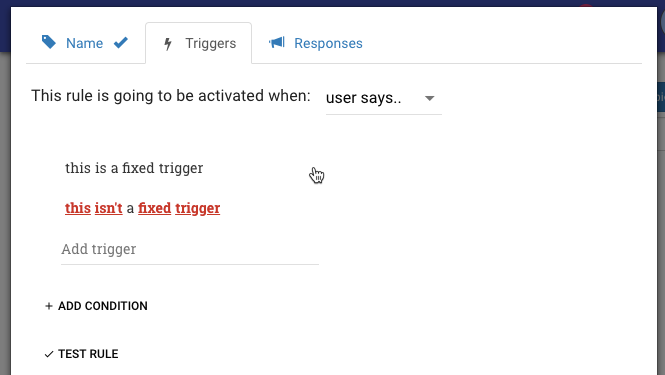 Name Triggers Responses
This rule is going to be activated when: user says..
this is a fixed trigger
this isn't a fixed trigger
Add trigger
+ ADD CONDITION
TEST RULE